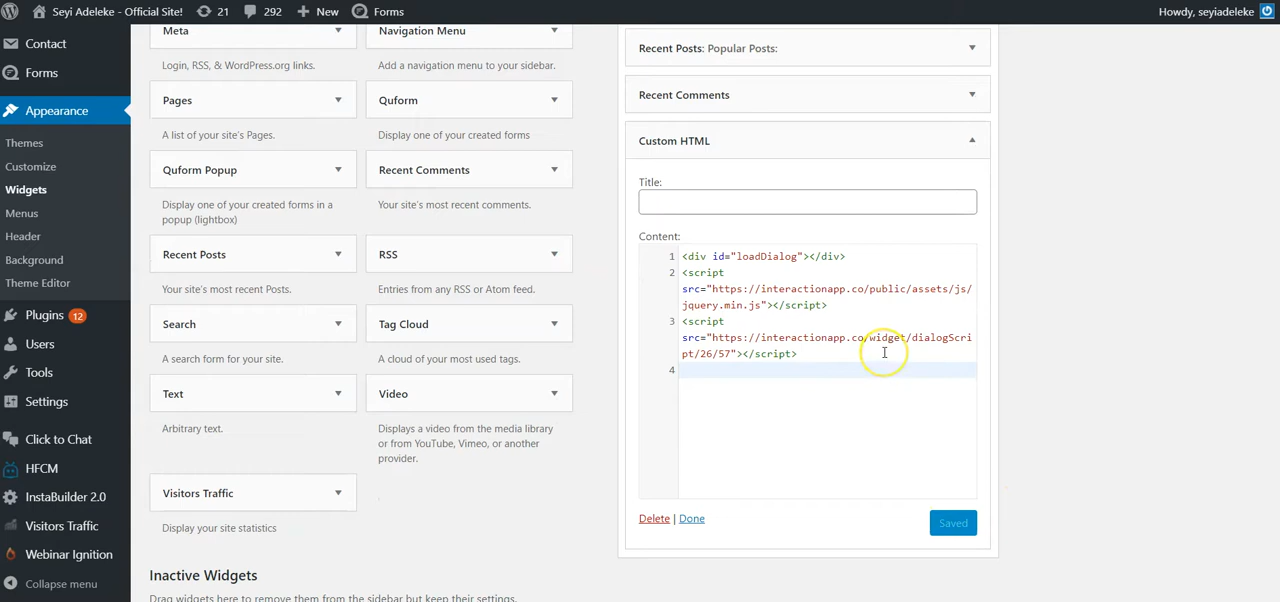 Seyi Adeleke - Official Site! 21 292 New Forms Howdy, seyiadeleke
Contact
Forms
Appearance
Themes
Customize
Widgets
Menus
Header
Background
Theme Editor
Plugins 12
Users
Tools
Settings
Click to Chat
HFCM
InstaBuilder 2.0
Visitors Traffic
Webinar Ignition
Collapse menu
Meta
Login, RSS, & WordPress.org links.
Navigation Menu
Add a navigation menu to your sidebar.
Pages
A list of your site's Pages.
Quform
Display one of your created forms
Quform Popup
Display one of your created forms in a
popup (lightbox)
Recent Comments
Your site's most recent comments.
Recent Posts
Your site's most recent Posts.
RSS
Entries from any RSS or Atom feed.
Search
A search form for your site.
Tag Cloud
A cloud of your most used tags.
Text
Arbitrary text.
Video
Displays a video from the media library
or from YouTube, Vimeo, or another
provider.
Visitors Traffic
Display your site statistics
Inactive Widgets
Drag widgets here to remove them from the sidebar but keep their settings.
Recent Posts: Popular Posts:
Recent Comments
Custom HTML
Title:
Content:
1 <div id="loadDialog"></div>
2 <script
src="https://interactionapp.co/public/assets/js/
jquery.min.js"></script>
3 <script
src="https://interactionapp.co/widget/dialogScri
pt/26/57"></script>
4
Delete | Done
Saved